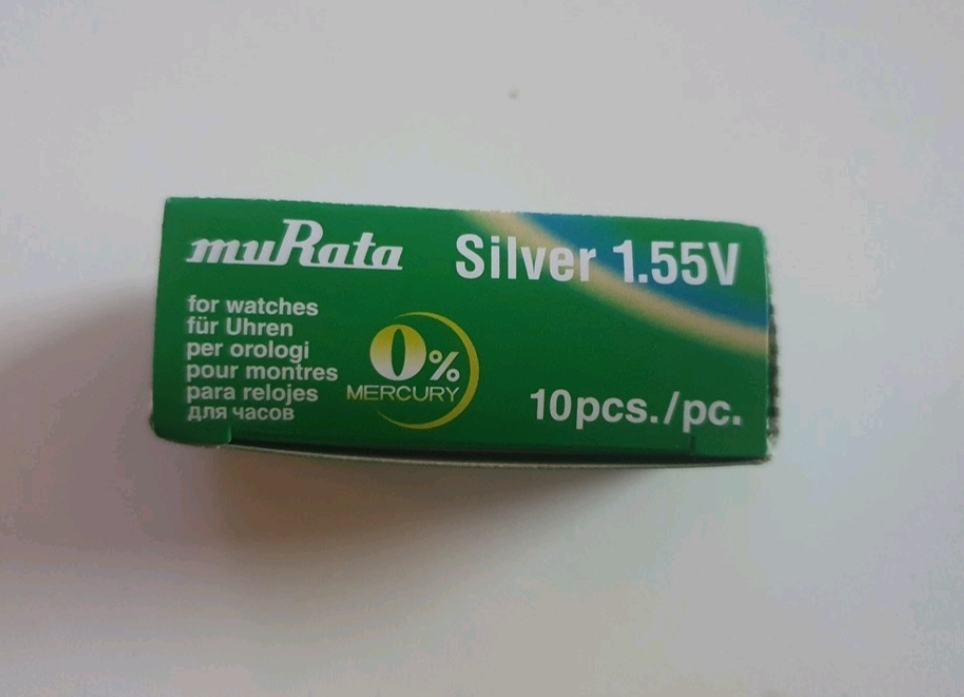 muRata
Silver 1.55V
for watches
für Uhren
per orologi
pour montres
para relojes
для часов
0%
MERCURY
10pcs./pc.